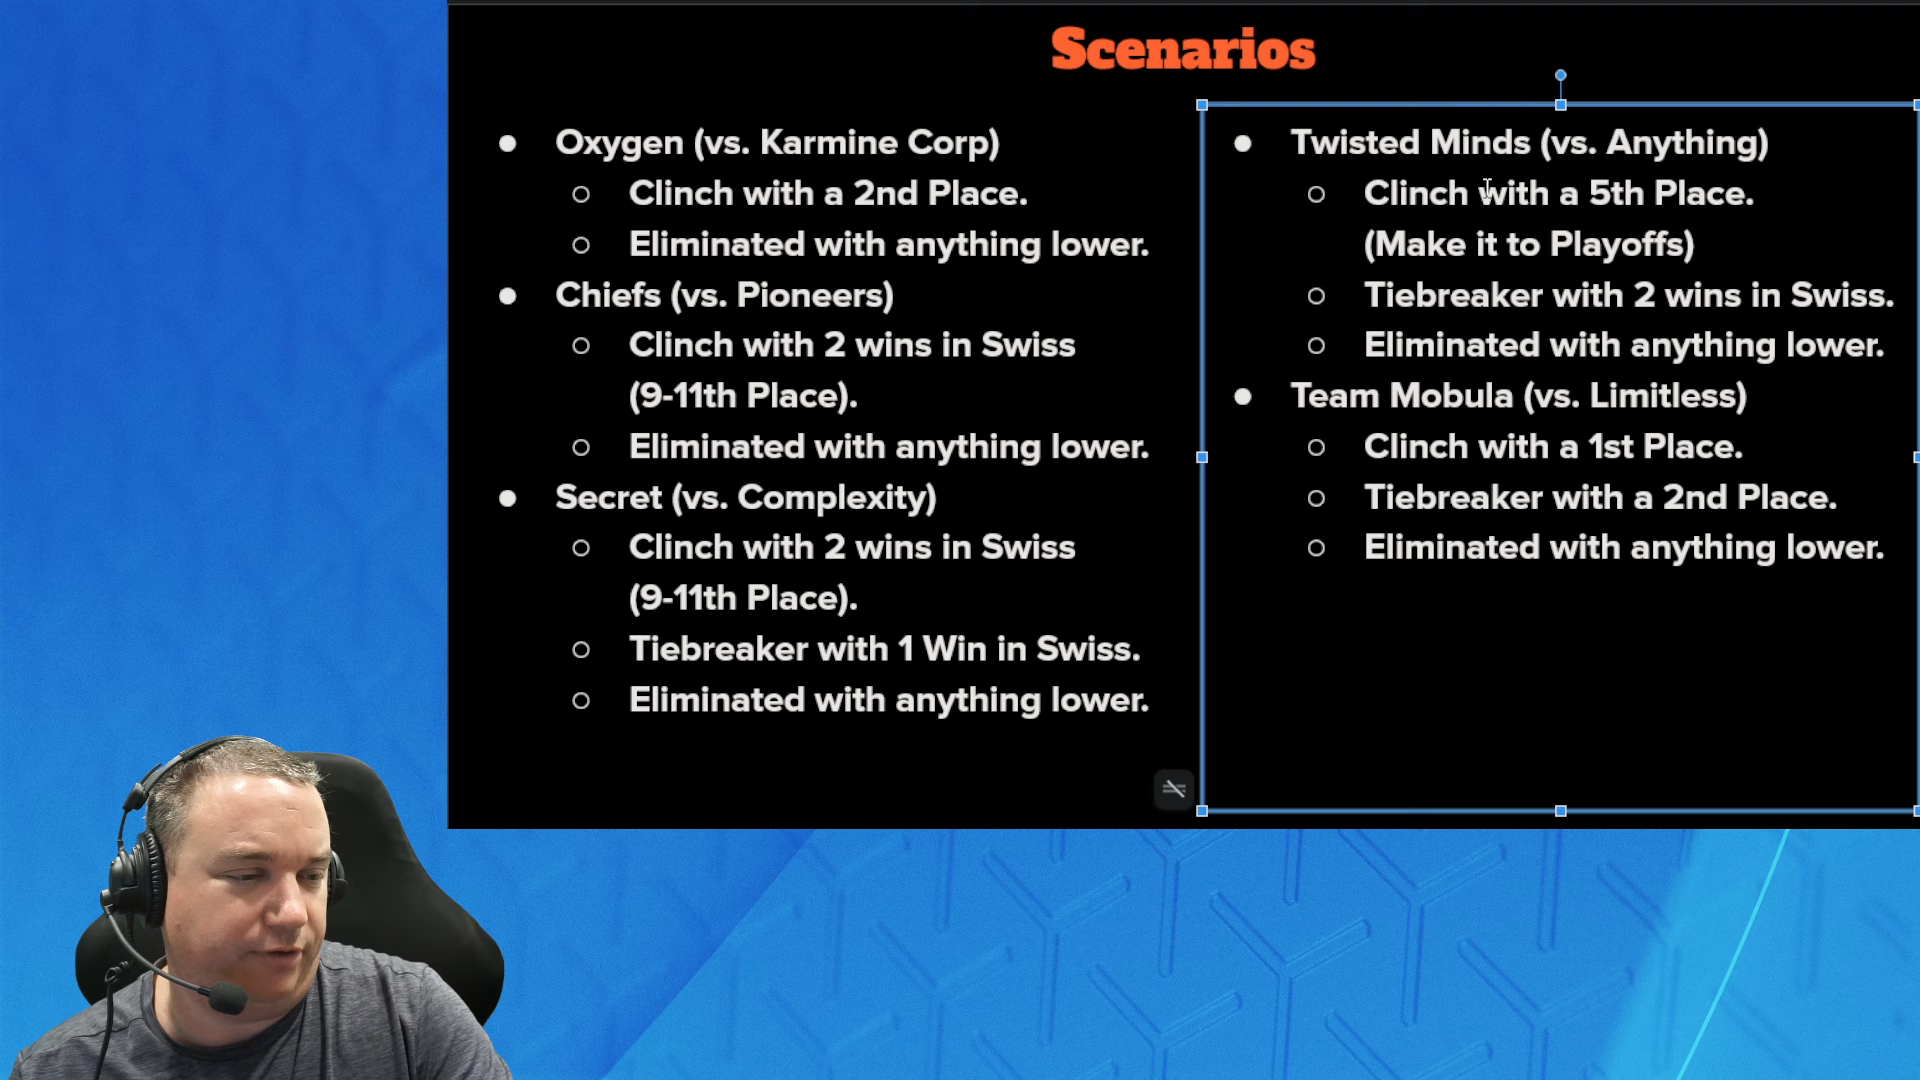 Scenarios
Oxygen (vs. Karmine Corp)
Clinch with a 2nd Place.
Eliminated with anything lower.
Chiefs (vs. Pioneers)
Clinch with 2 wins in Swiss
(9-11th Place).
Eliminated with anything lower.
Secret (vs. Complexity)
Clinch with 2 wins in Swiss
(9-11th Place).
Tiebreaker with 1 Win in Swiss.
Eliminated with anything lower.
Twisted Minds (vs. Anything)
Clinch with a 5th Place.
(Make it to Playoffs)
Tiebreaker with 2 wins in Swiss.
Eliminated with anything lower.
Team Mobula (vs. Limitless)
Clinch with a 1st Place.
Tiebreaker with a 2nd Place.
Eliminated with anything lower.